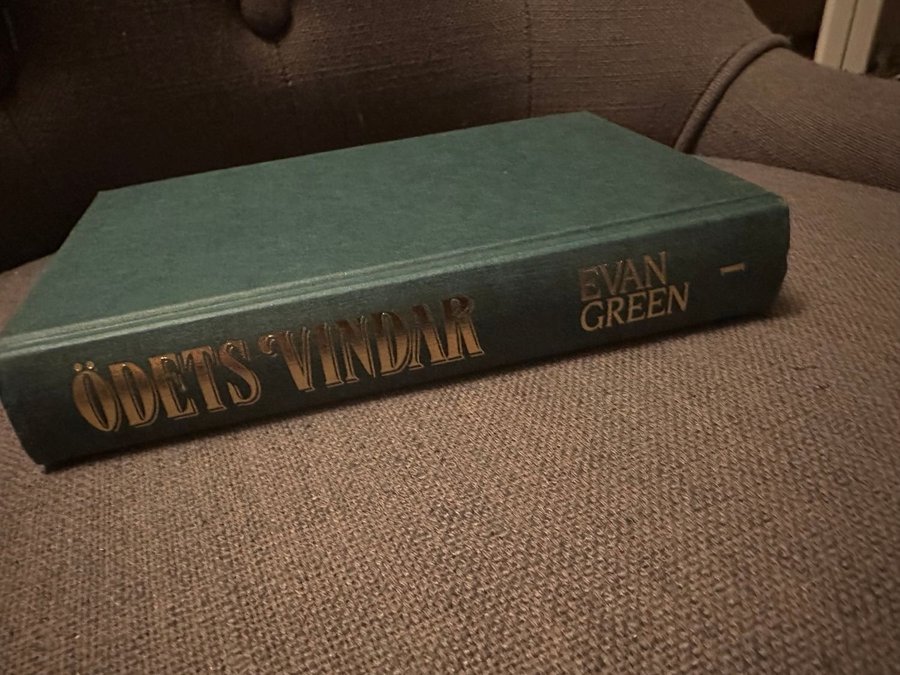 ÖDETS VINDAR
EVAN
GREEN
1